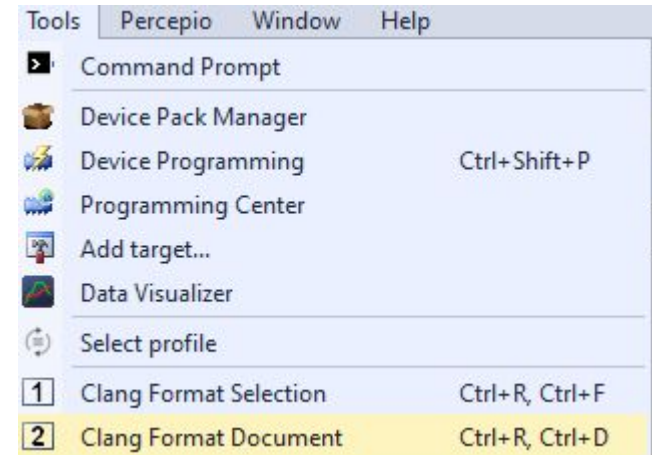 Tools Percepio Window Help
Command Prompt
Device Pack Manager
Device Programming Ctrl+Shift+P
Programming Center
Add target...
Data Visualizer
Select profile
1 Clang Format Selection Ctrl+R, Ctrl+F
2 Clang Format Document Ctrl+R, Ctrl+D